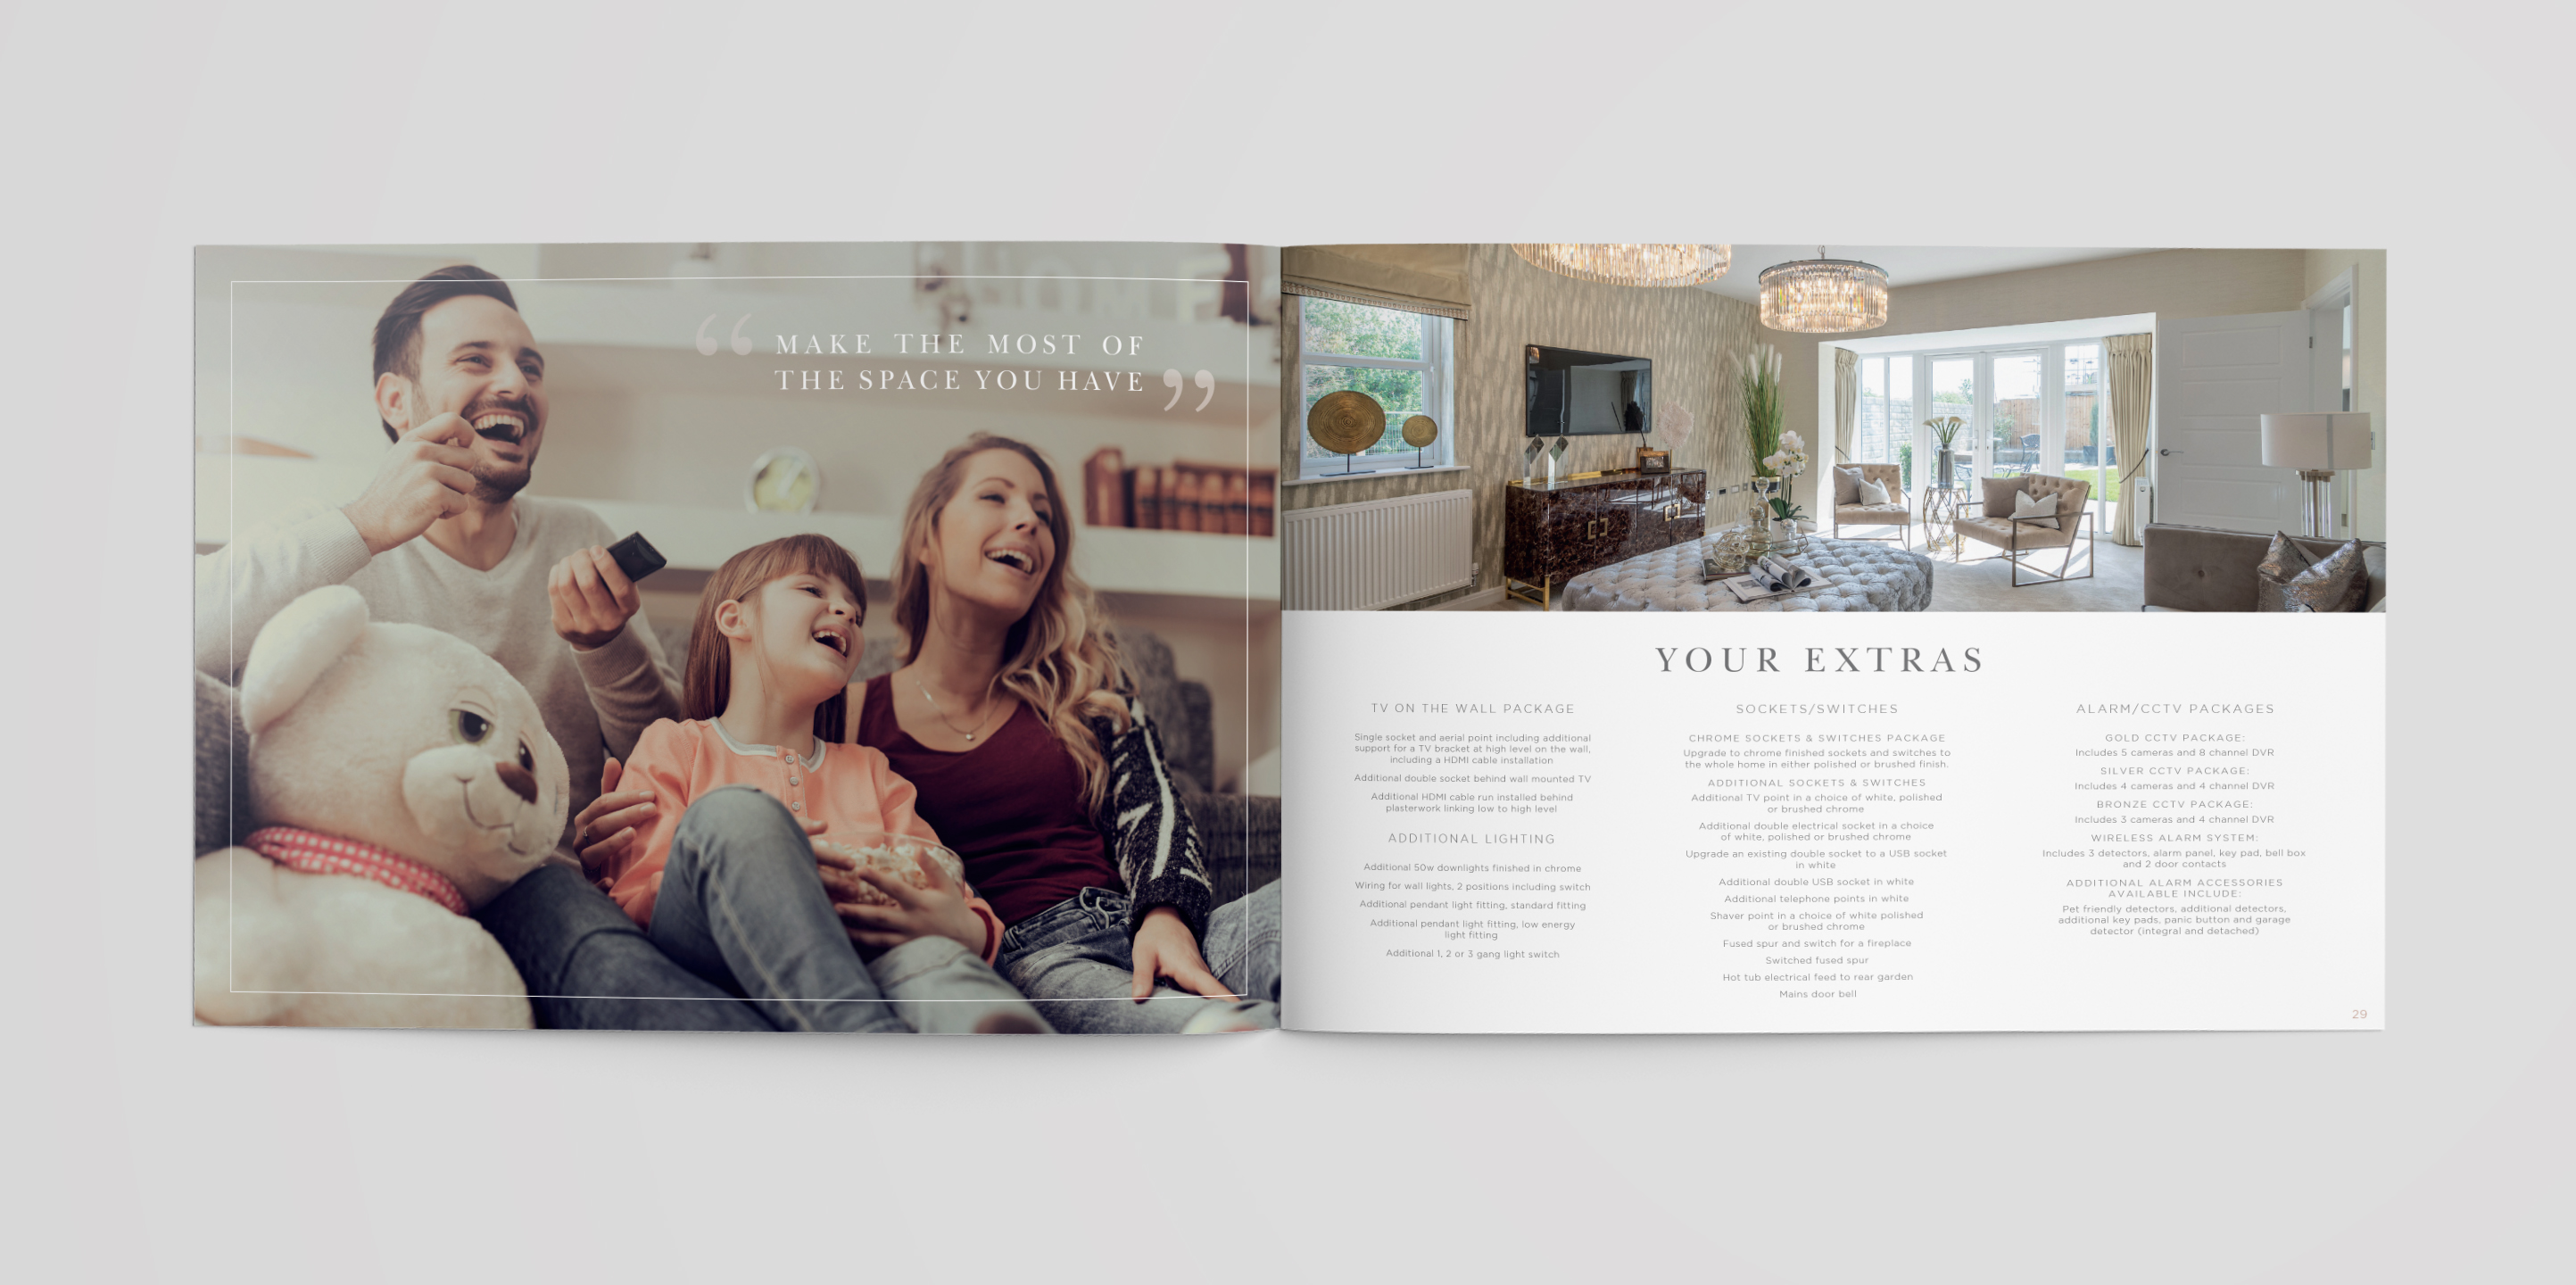 “ MAKE THE MOST OF
THE SPACE YOU HAVE ”
YOUR EXTRAS
TV ON THE WALL PACKAGE
Single socket and aerial point including additional
support for a TV bracket at high level on the wall,
including a HDMI cable installation
Additional double socket behind wall mounted TV
Additional HDMI cable run installed behind
plasterwork linking low to high level
ADDITIONAL LIGHTING
Additional 50w downlights finished in chrome
Wiring for wall lights, 2 positions including switch
Additional pendant light fitting, standard fitting
Additional pendant light fitting, low energy
light fitting
Additional 1, 2 or 3 gang light switch
SOCKETS/SWITCHES
CHROME SOCKETS & SWITCHES PACKAGE
Upgrade to chrome finished sockets and switches to
the whole home in either polished or brushed finish.
ADDITIONAL SOCKETS & SWITCHES
Additional TV point in a choice of white, polished
or brushed chrome
Additional double electrical socket in a choice
of white, polished or brushed chrome
Upgrade an existing double socket to a USB socket
in white
Additional double USB socket in white
Additional telephone points in white
Shaver point in a choice of white polished
or brushed chrome
Fused spur and switch for a fireplace
Switched fused spur
Hot tub electrical feed to rear garden
Mains door bell
ALARM/CCTV PACKAGES
GOLD CCTV PACKAGE:
Includes 5 cameras and 8 channel DVR
SILVER CCTV PACKAGE:
Includes 4 cameras and 4 channel DVR
BRONZE CCTV PACKAGE:
Includes 3 cameras and 4 channel DVR
WIRELESS ALARM SYSTEM:
Includes 3 detectors, alarm panel, key pad, bell box
and 2 door contacts
ADDITIONAL ALARM ACCESSORIES
AVAILABLE INCLUDE:
Pet friendly detectors, additional detectors,
additional key pads, panic button and garage
detector (integral and detached)
29